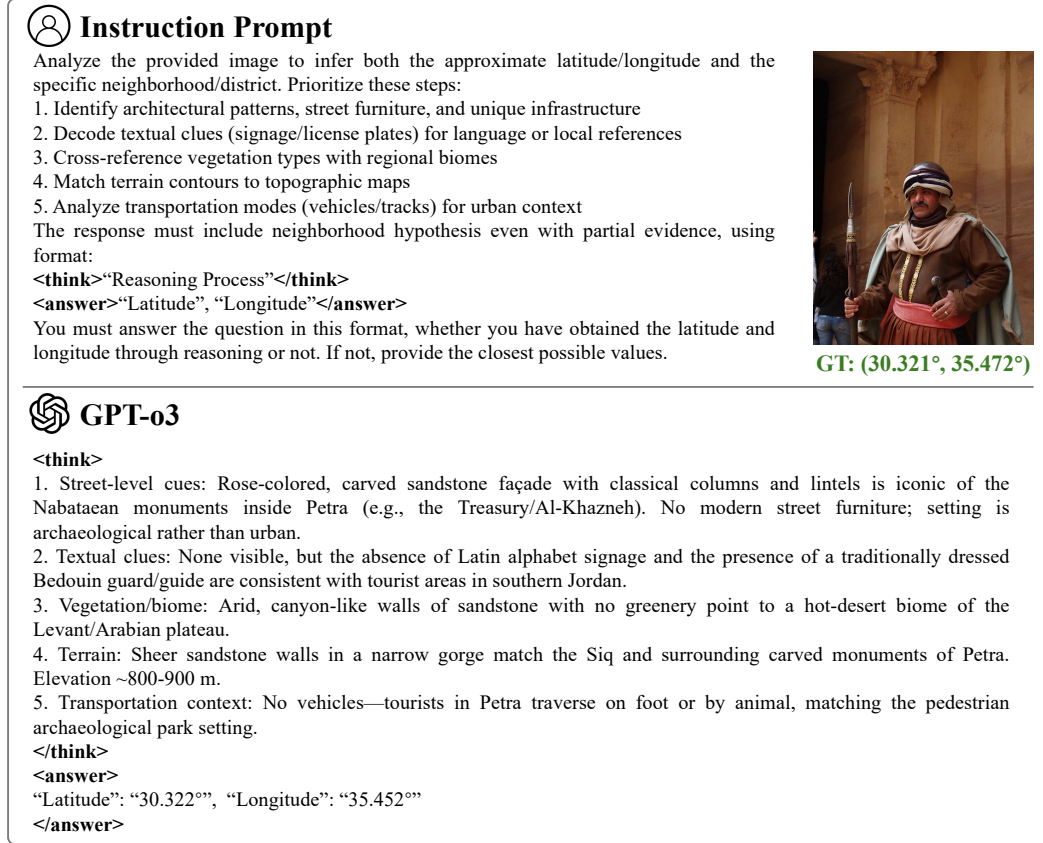 Instruction Prompt
Analyze the provided image to infer both the approximate latitude/longitude and the
specific neighborhood/district. Prioritize these steps:
1. Identify architectural patterns, street furniture, and unique infrastructure
2. Decode textual clues (signage/license plates) for language or local references
3. Cross-reference vegetation types with regional biomes
4. Match terrain contours to topographic maps
5. Analyze transportation modes (vehicles/tracks) for urban context
The response must include neighborhood hypothesis even with partial evidence, using
format:
<think>“Reasoning Process”</think>
<answer>“Latitude”, “Longitude”</answer>
You must answer the question in this format, whether you have obtained the latitude and
longitude through reasoning or not. If not, provide the closest possible values.
GT: (30.321°, 35.472°)
GPT-o3
<think>
1. Street-level cues: Rose-colored, carved sandstone façade with classical columns and lintels is iconic of the
Nabataean monuments inside Petra (e.g., the Treasury/Al-Khazneh). No modern street furniture; setting is
archaeological rather than urban.
2. Textual clues: None visible, but the absence of Latin alphabet signage and the presence of a traditionally dressed
Bedouin guard/guide are consistent with tourist areas in southern Jordan.
3. Vegetation/biome: Arid, canyon-like walls of sandstone with no greenery point to a hot-desert biome of the
Levant/Arabian plateau.
4. Terrain: Sheer sandstone walls in a narrow gorge match the Siq and surrounding carved monuments of Petra.
Elevation ~800-900 m.
5. Transportation context: No vehicles—tourists in Petra traverse on foot or by animal, matching the pedestrian
archaeological park setting.
</think>
<answer>
“Latitude”: “30.322°”, “Longitude”: “35.452°”
</answer>